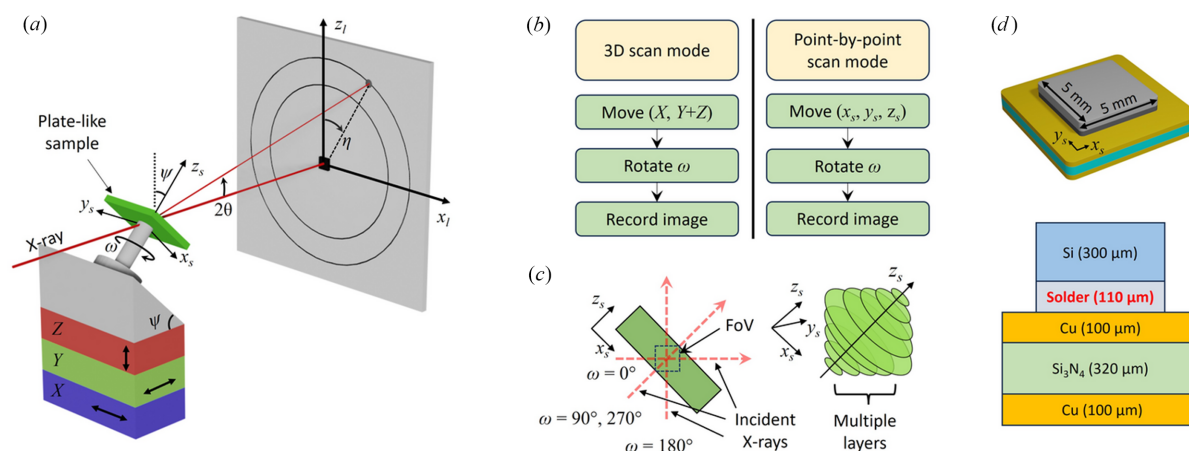 (a)
z_l
Plate-like
sample
ψ
z_s
η
y_s
2θ
x_l
X-ray
ω
x_s
ψ
Z
Y
X
(b)
3D scan mode
Move (X, Y+Z)
Rotate ω
Record image
Point-by-point
scan mode
Move (x_s, y_s, z_s)
Rotate ω
Record image
(c)
z_s
x_s
FoV
ω = 0°
ω = 90°, 270°
ω = 180°
Incident
X-rays
z_s
y_s
x_s
Multiple
layers
(d)
5 mm
5 mm
y_s
x_s
Si (300 μm)
Solder (110 μm)
Cu (100 μm)
Si₃N₄ (320 μm)
Cu (100 μm)